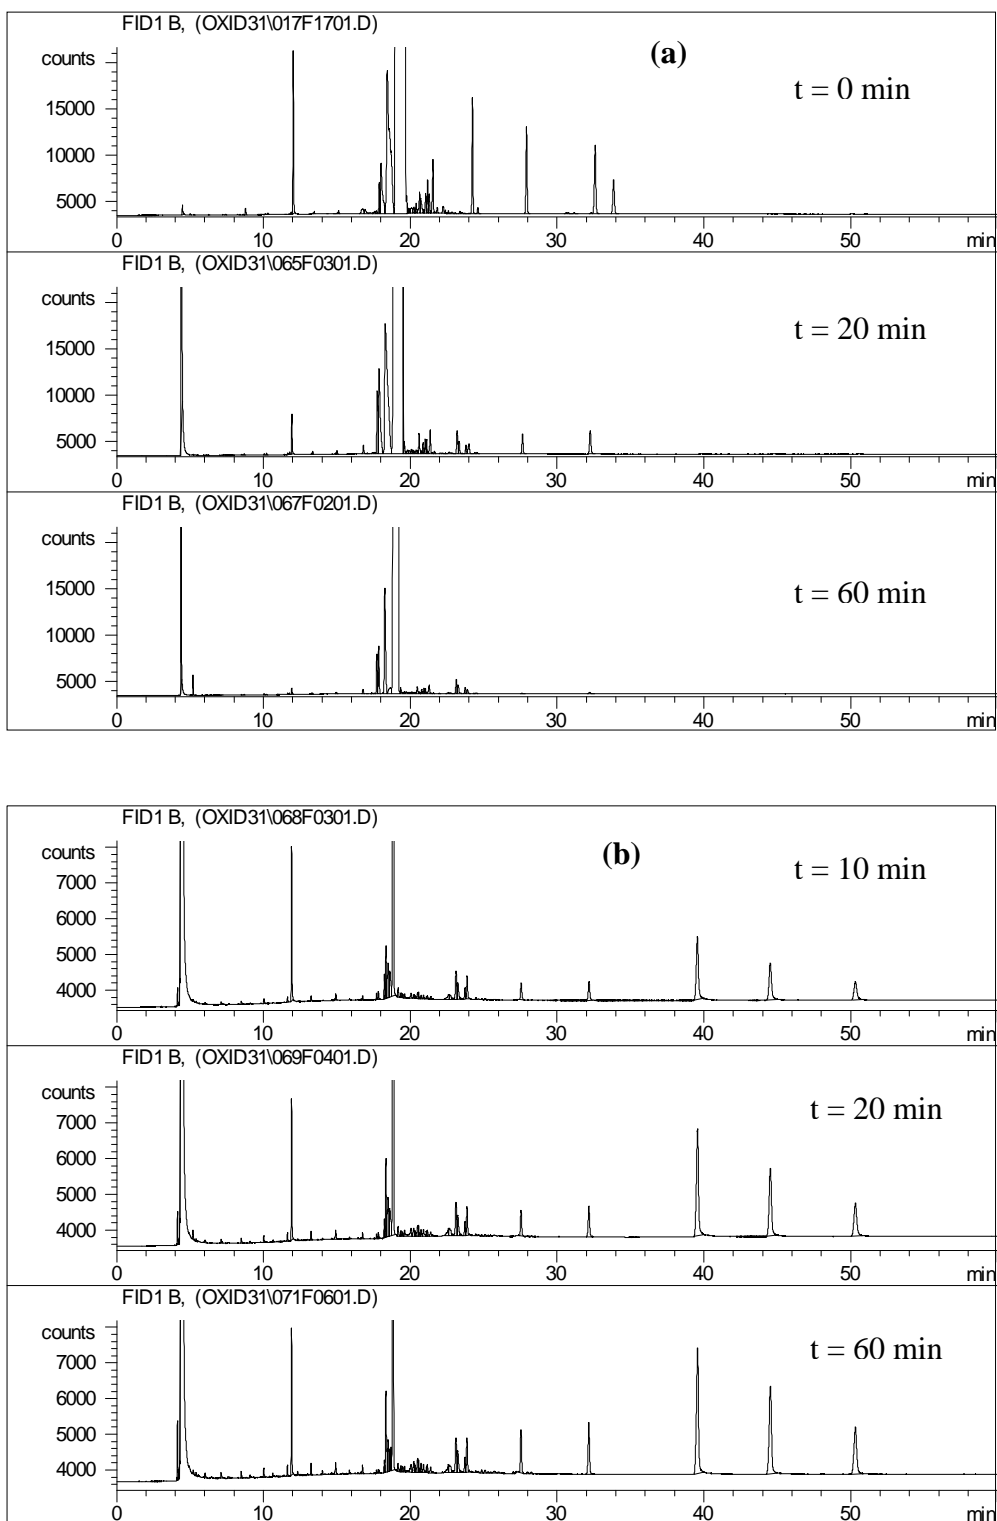 FID1 B, (OXID31\017F1701.D)
(a)
counts
t = 0 min
15000
10000
5000
0 10 20 30 40 50 min
FID1 B, (OXID31\065F0301.D)
counts
t = 20 min
15000
10000
5000
0 10 20 30 40 50 min
FID1 B, (OXID31\067F0201.D)
counts
15000
t = 60 min
10000
5000
0 10 20 30 40 50 min
FID1 B, (OXID31\068F0301.D)
counts
(b)
t = 10 min
7000
6000
5000
4000
0 10 20 30 40 50 min
FID1 B, (OXID31\069F0401.D)
counts
t = 20 min
7000
6000
5000
4000
0 10 20 30 40 50 min
FID1 B, (OXID31\071F0601.D)
counts
t = 60 min
7000
6000
5000
4000
0 10 20 30 40 50 min